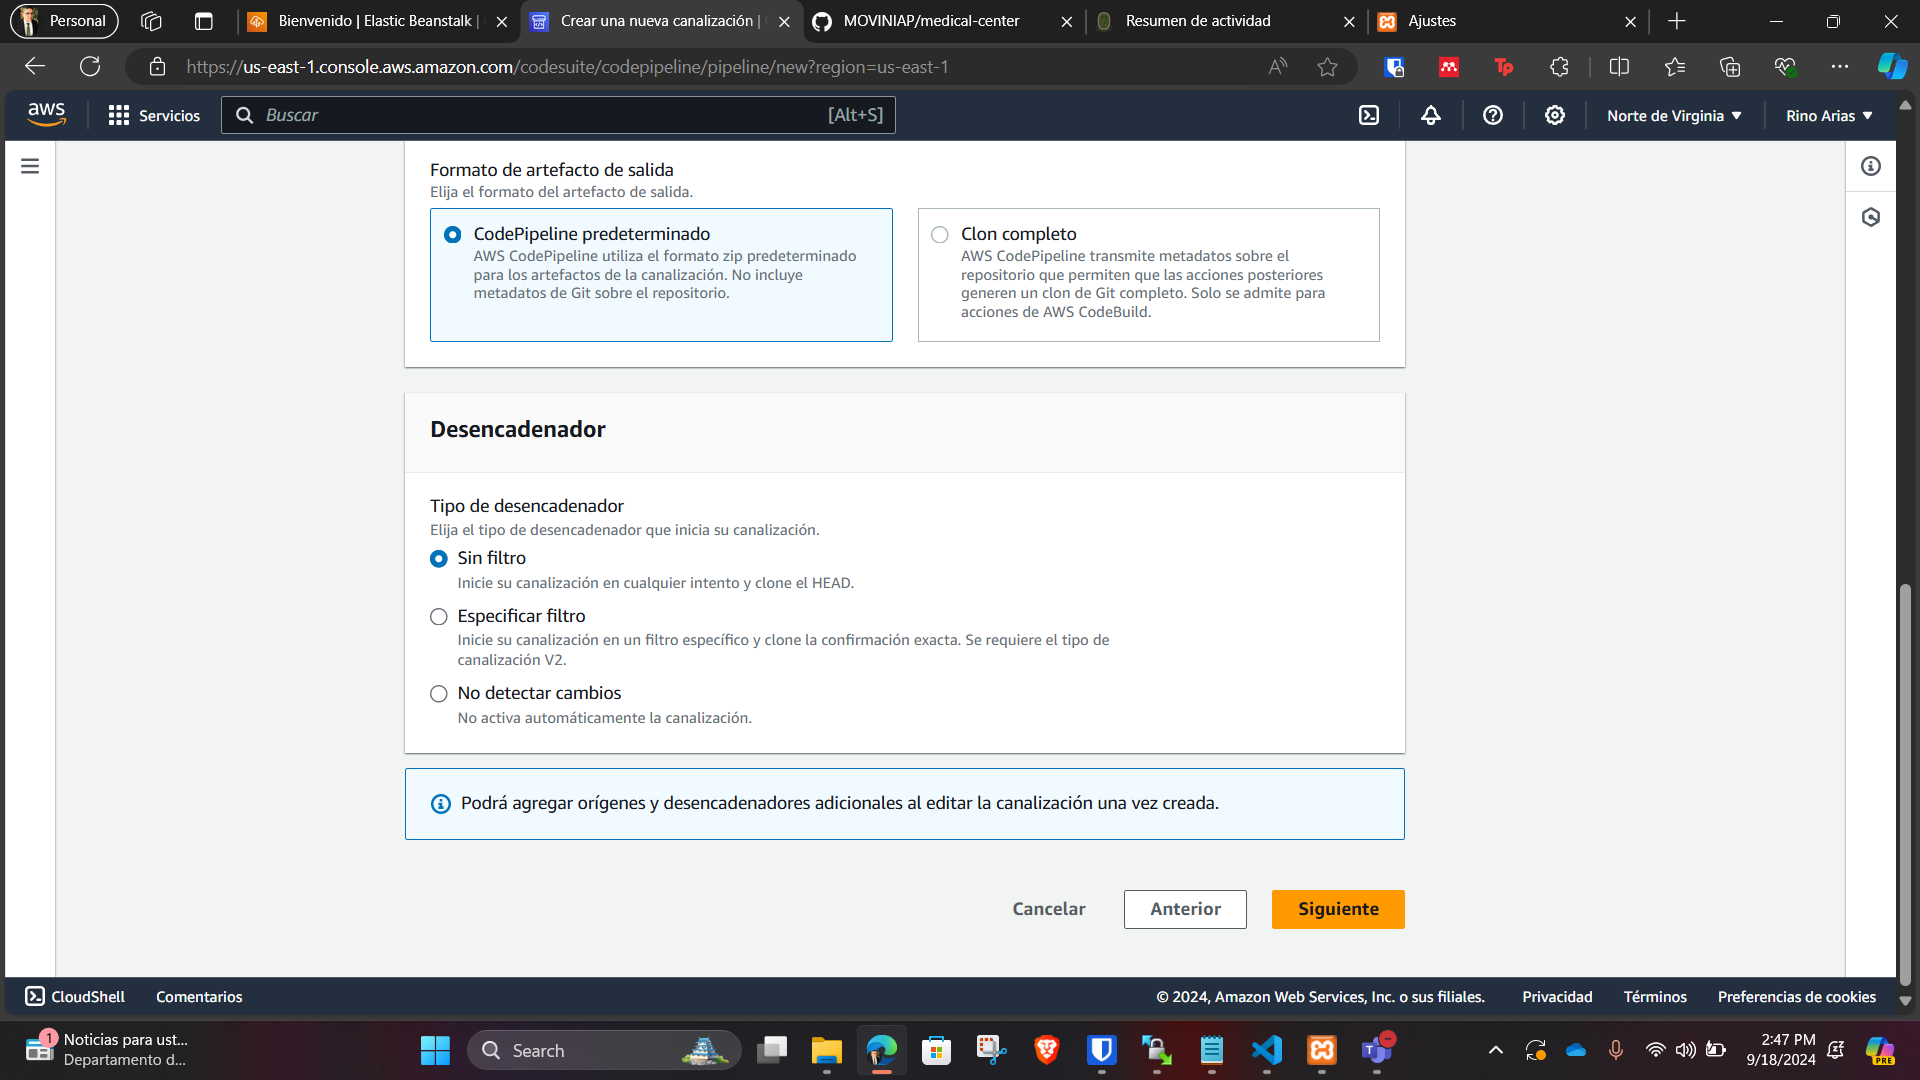 Personal
Bienvenido | Elastic Beanstalk |
Crear una nueva canalización |
MOVINIAP/medical-center
Resumen de actividad
Ajustes
https://us-east-1.console.aws.amazon.com/codesuite/codepipeline/pipeline/new?region=us-east-1
aws
Servicios
Buscar
[Alt+S]
Norte de Virginia
Rino Arias
Formato de artefacto de salida
Elija el formato del artefacto de salida.
CodePipeline predeterminado
AWS CodePipeline utiliza el formato zip predeterminado
para los artefactos de la canalización. No incluye
metadatos de Git sobre el repositorio.
Clon completo
AWS CodePipeline transmite metadatos sobre el
repositorio que permiten que las acciones posteriores
generen un clon de Git completo. Solo se admite para
acciones de AWS CodeBuild.
Desencadenador
Tipo de desencadenador
Elija el tipo de desencadenador que inicia su canalización.
Sin filtro
Inicie su canalización en cualquier intento y clone el HEAD.
Especificar filtro
Inicie su canalización en un filtro específico y clone la confirmación exacta. Se requiere el tipo de
canalización V2.
No detectar cambios
No activa automáticamente la canalización.
Podrá agregar orígenes y desencadenadores adicionales al editar la canalización una vez creada.
Cancelar
Anterior
Siguiente
CloudShell
Comentarios
© 2024, Amazon Web Services, Inc. o sus filiales.
Privacidad
Términos
Preferencias de cookies
1
Noticias para ust...
Departamento d...
Search
2:47 PM
9/18/2024
PRE